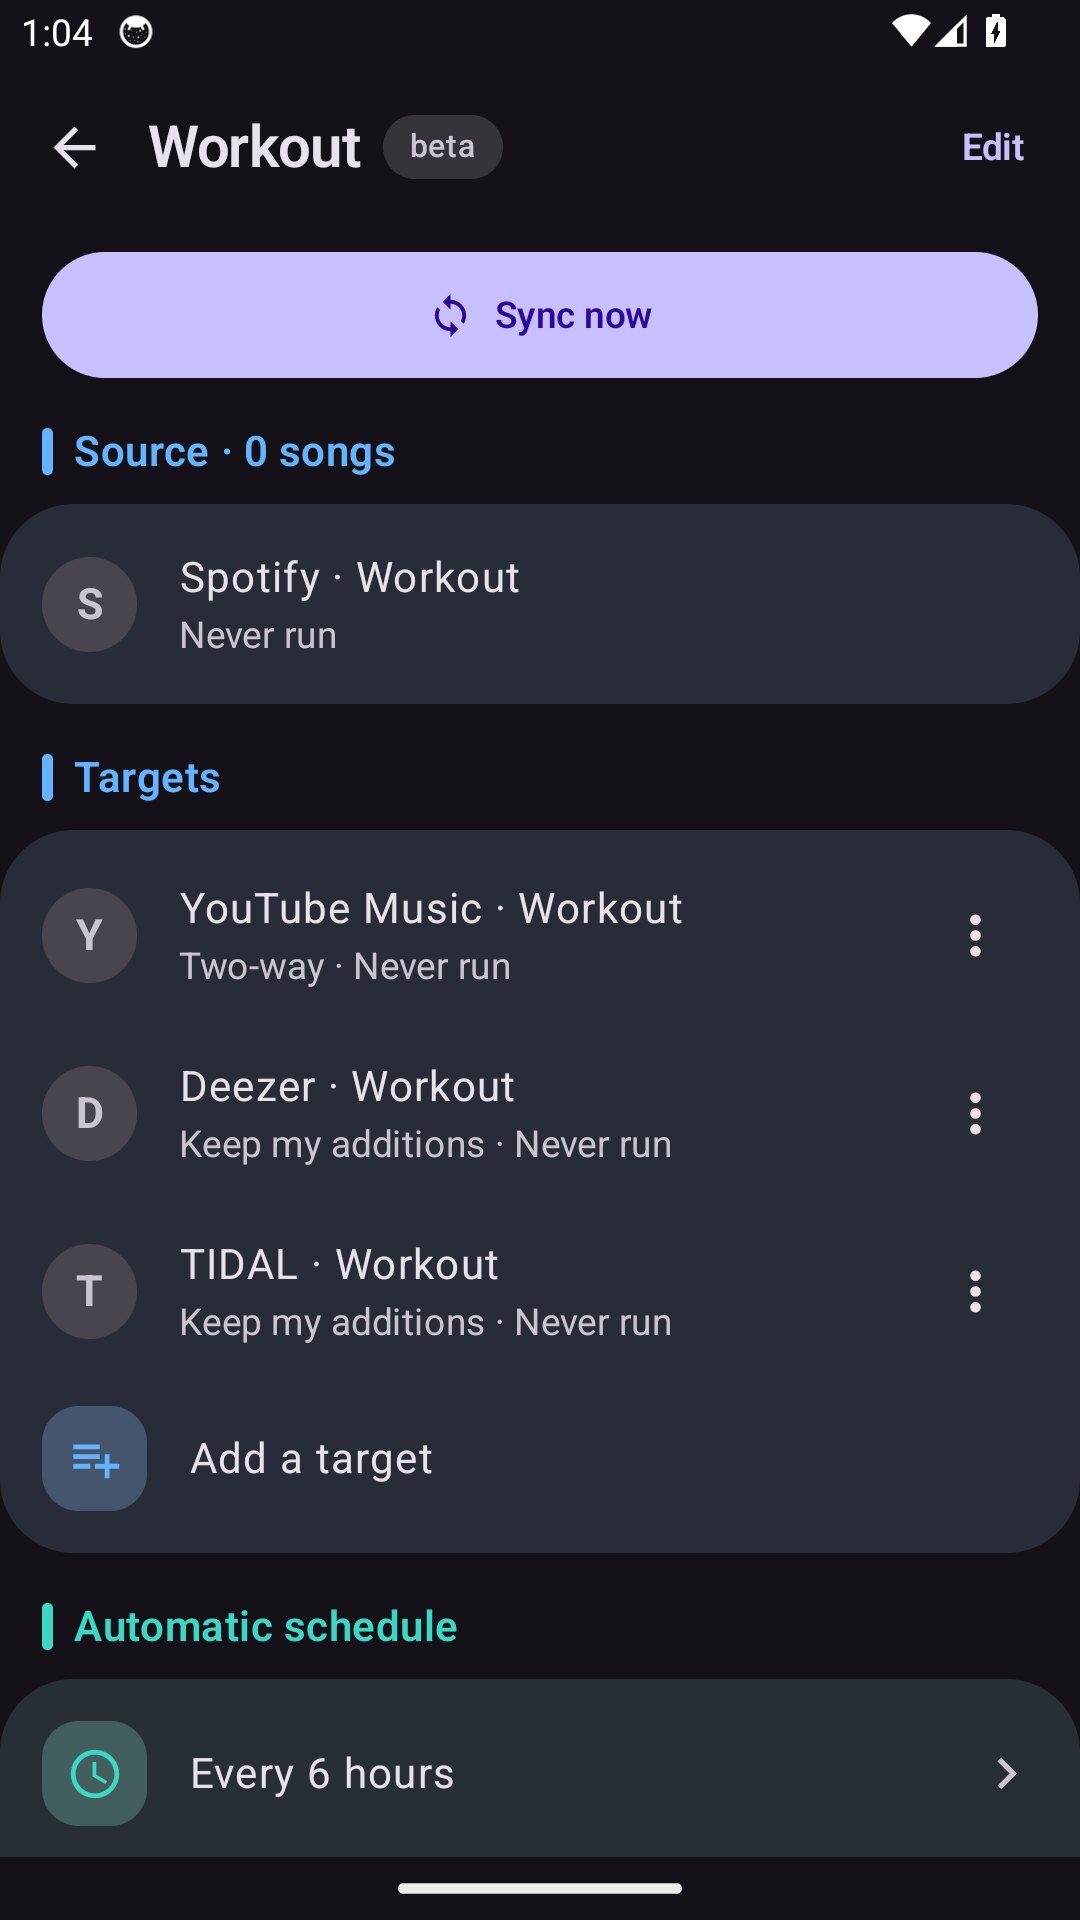 1:04
Workout
beta
Edit
Sync now
Source · 0 songs
S
Spotify · Workout
Never run
Targets
Y
YouTube Music · Workout
Two-way · Never run
D
Deezer · Workout
Keep my additions · Never run
T
TIDAL · Workout
Keep my additions · Never run
Add a target
Automatic schedule
Every 6 hours